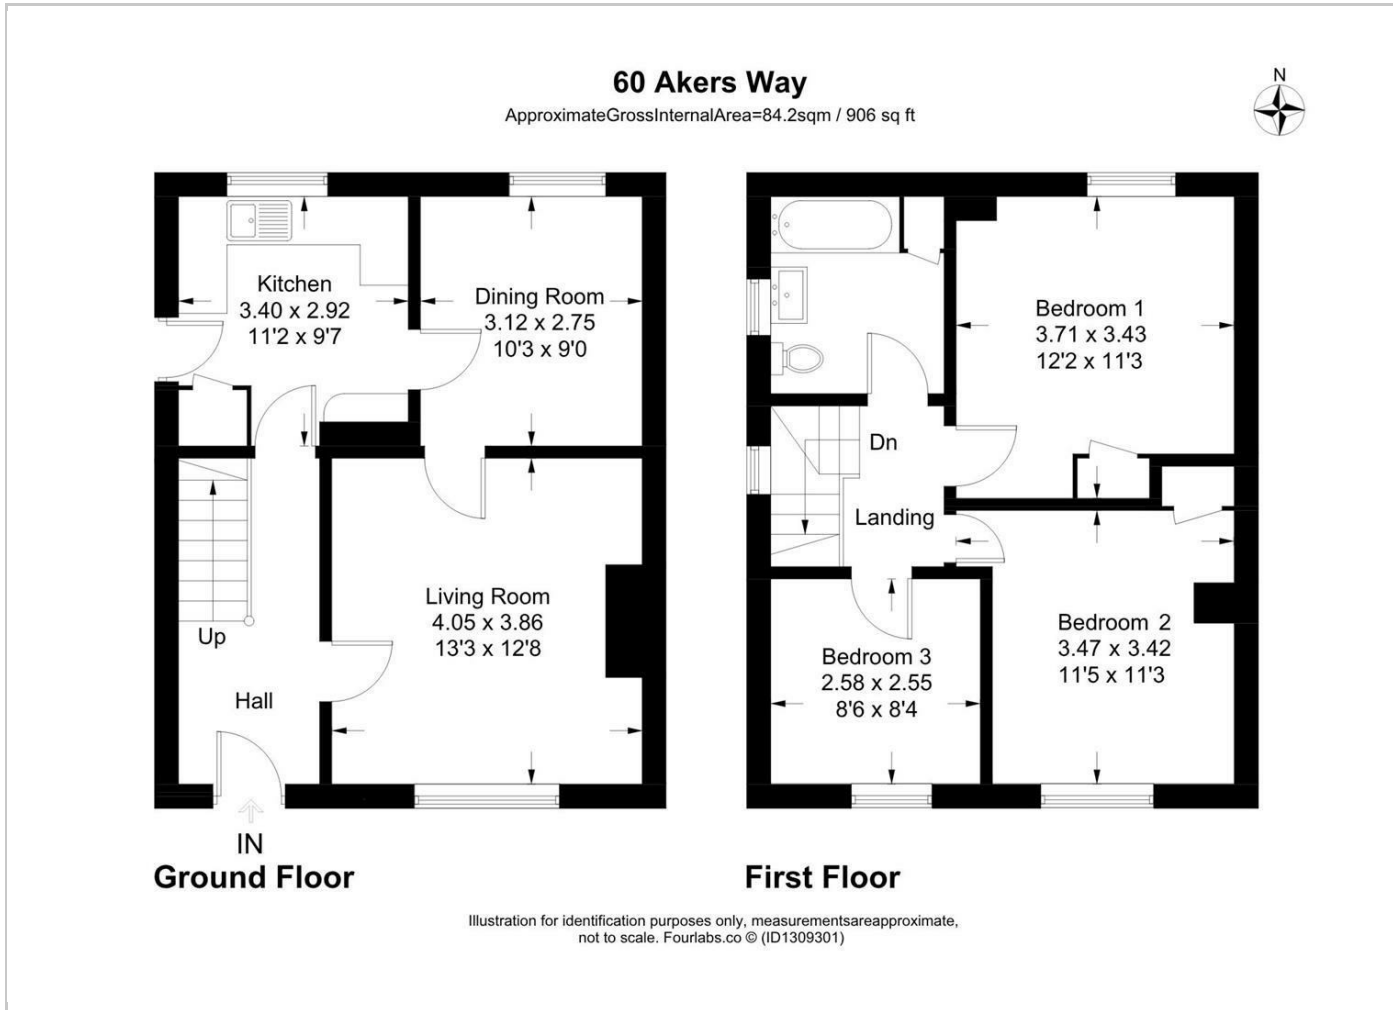 60 Akers Way
ApproximateGrossInternalArea=84.2sqm / 906 sq ft
N
Kitchen
3.40 x 2.92
11'2 x 9'7
Dining Room
3.12 x 2.75
10'3 x 9'0
Living Room
4.05 x 3.86
13'3 x 12'8
Up
Hall
IN
Ground Floor
Bedroom 1
3.71 x 3.43
12'2 x 11'3
Dn
Landing
Bedroom 2
3.47 x 3.42
11'5 x 11'3
Bedroom 3
2.58 x 2.55
8'6 x 8'4
First Floor
Illustration for identification purposes only, measurementsareapproximate,
not to scale. Fourlabs.co © (ID1309301)